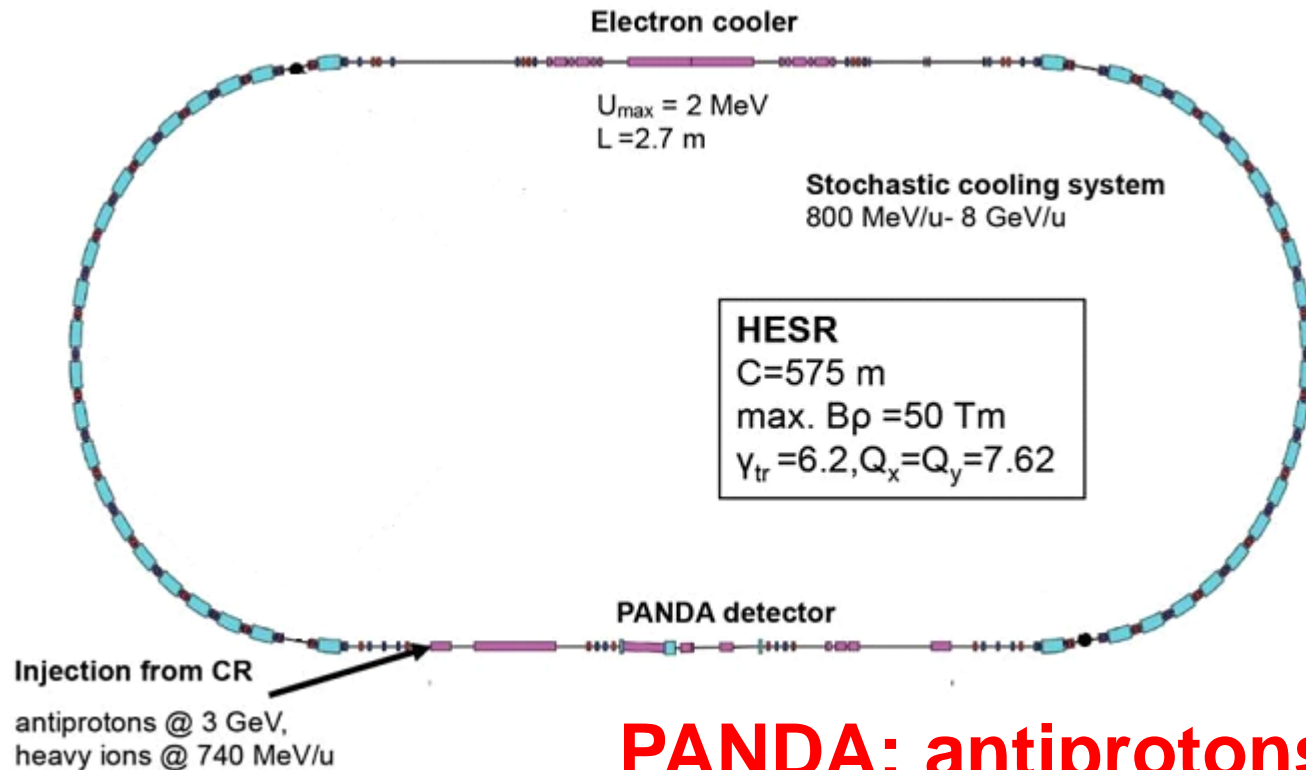 Electron cooler
Umax = 2 MeV
L =2.7 m
Stochastic cooling system
800 MeV/u- 8 GeV/u
HESR
C=575 m
max. Bρ =50 Tm
γtr =6.2,Qx=Qy=7.62
PANDA detector
Injection from CR
antiprotons @ 3 GeV,
heavy ions @ 740 MeV/u
PANDA: antiprotons